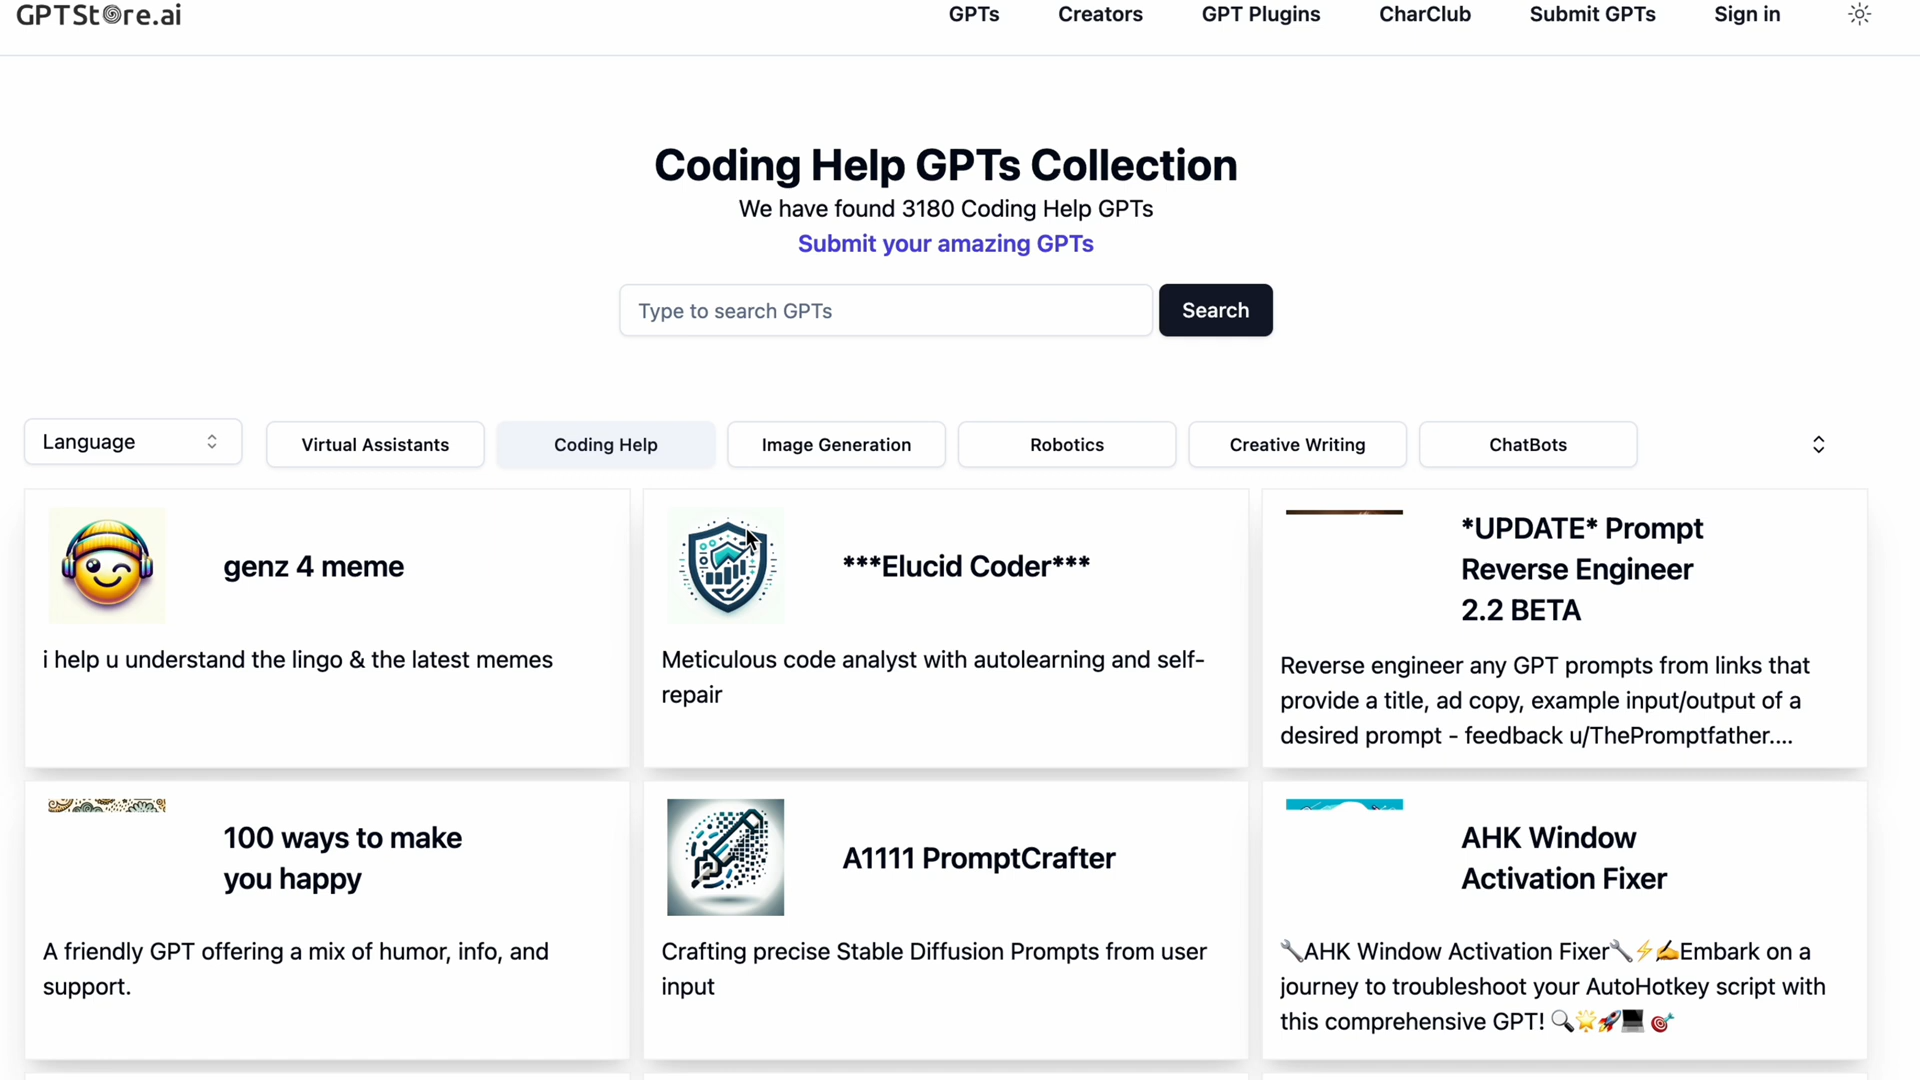 GPTStore.ai
GPTs
Creators
GPT Plugins
CharClub
Submit GPTs
Sign in
Coding Help GPTs Collection
We have found 3180 Coding Help GPTs
Submit your amazing GPTs
Type to search GPTs
Search
Language
Virtual Assistants
Coding Help
Image Generation
Robotics
Creative Writing
ChatBots
genz 4 meme
i help u understand the lingo & the latest memes
***Elucid Coder***
Meticulous code analyst with autolearning and self-
repair
*UPDATE* Prompt
Reverse Engineer
2.2 BETA
Reverse engineer any GPT prompts from links that
provide a title, ad copy, example input/output of a
desired prompt - feedback u/ThePromptfather....
100 ways to make
you happy
A friendly GPT offering a mix of humor, info, and
support.
A1111 PromptCrafter
Crafting precise Stable Diffusion Prompts from user
input
AHK Window
Activation Fixer
🔧AHK Window Activation Fixer🔧⚡✍️Embark on a
journey to troubleshoot your AutoHotkey script with
this comprehensive GPT! 🔍🌟🚀💻🎯